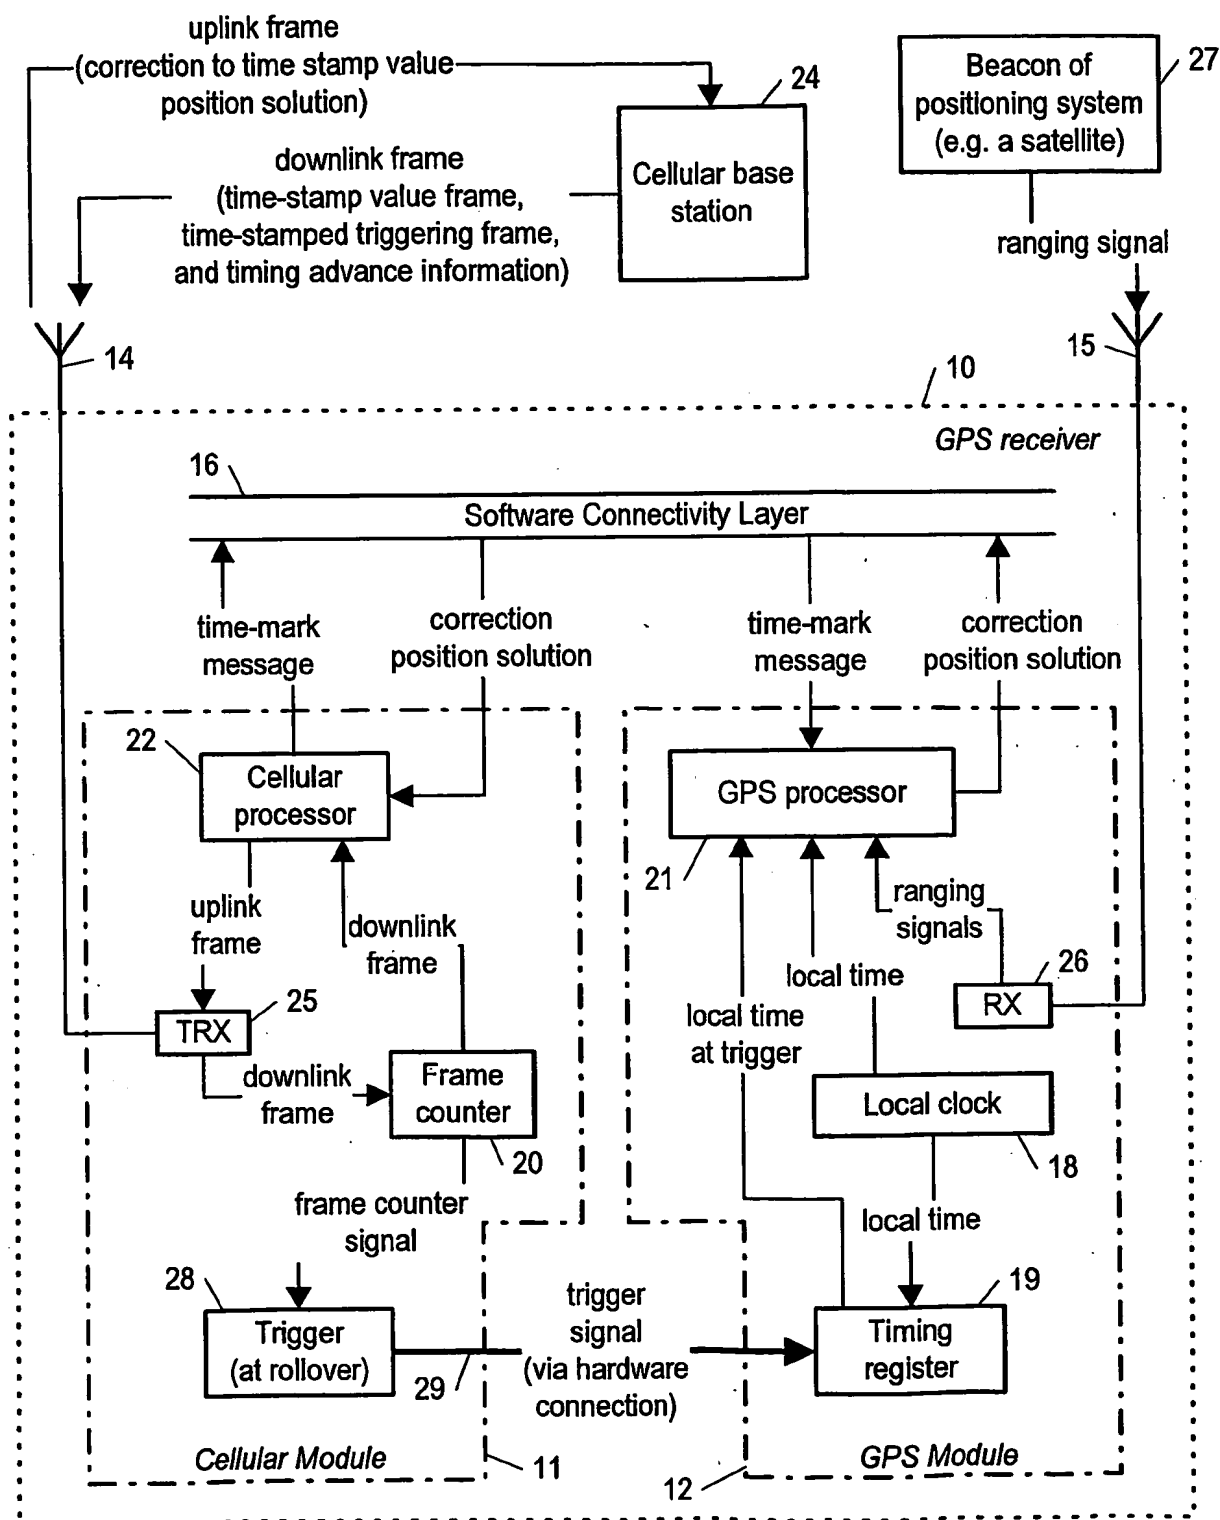 uplink frame
(correction to time stamp value
position solution)
24
27
Beacon of
positioning system
(e.g. a satellite)
downlink frame
(time-stamp value frame,
time-stamped triggering frame,
and timing advance information)
Cellular base
station
ranging signal
14
15
10
GPS receiver
16
Software Connectivity Layer
time-mark
message
correction
position solution
time-mark
message
correction
position solution
22
Cellular
processor
GPS processor
21
uplink
frame
downlink
frame
ranging
signals
local time
25
TRX
26
RX
local time
at trigger
downlink
frame
Frame
counter
20
Local clock
18
frame counter
signal
local time
28
Trigger
(at rollover)
29
trigger
signal
(via hardware
connection)
19
Timing
register
Cellular Module
11
12
GPS Module